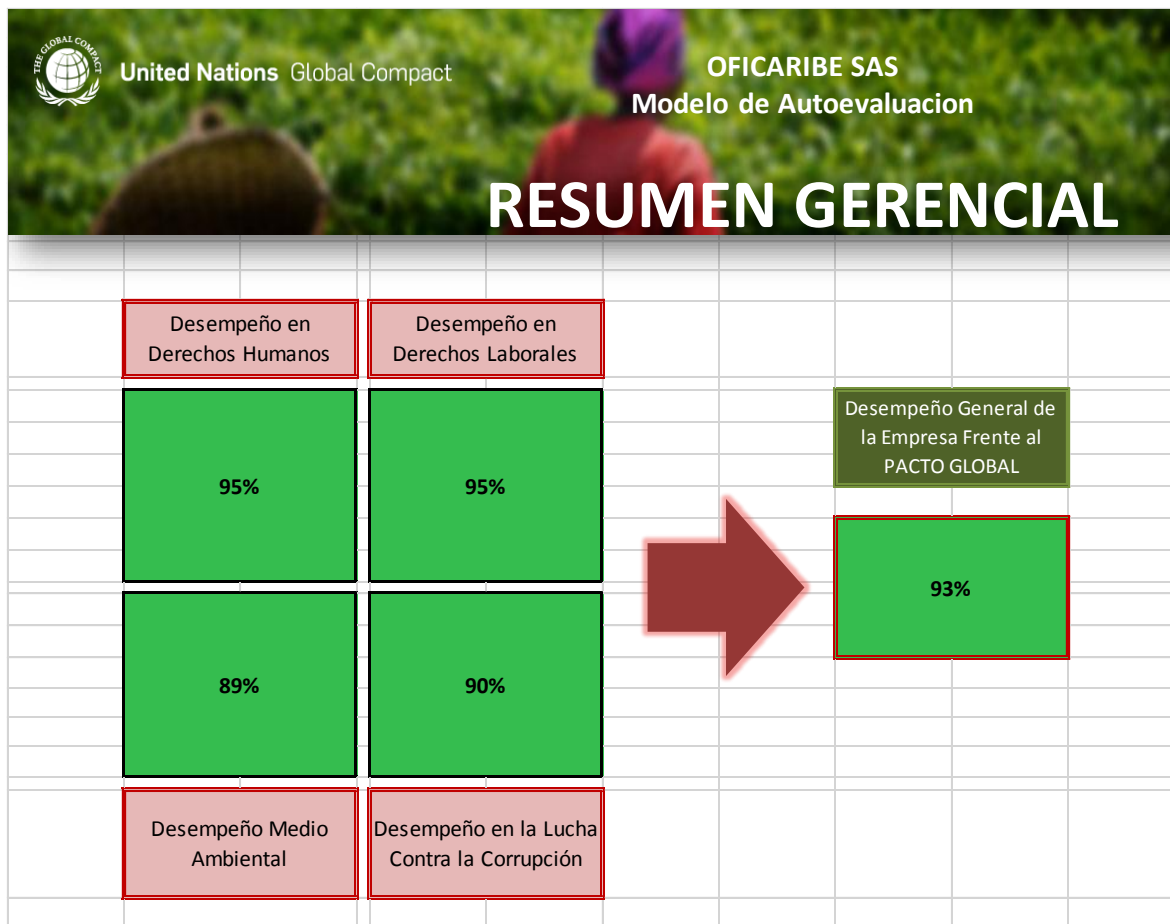 THE GLOBAL COMPACT
United Nations Global Compact
OFICARIBE SAS
Modelo de Autoevaluacion
RESUMEN GERENCIAL
Desempeño en
Derechos Humanos
Desempeño en
Derechos Laborales
95%
95%
Desempeño General de
la Empresa Frente al
PACTO GLOBAL
93%
89%
90%
Desempeño Medio
Ambiental
Desempeño en la Lucha
Contra la Corrupción